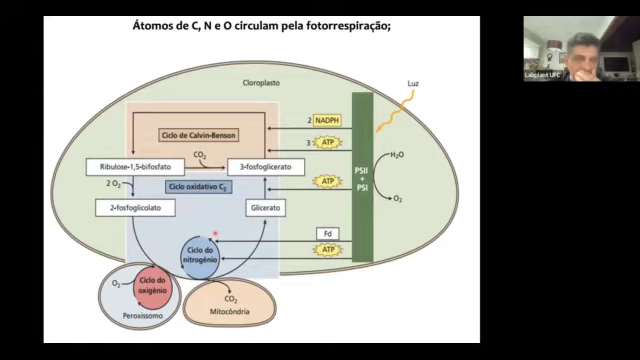 Átomos de C, N e O circulam pela fotorrespiração;
Labplant UFC
Cloroplasto
Luz
2 NADPH
Ciclo de Calvin-Benson
3 ATP
CO₂
Ribulose-1,5-bifosfato
3-fosfoglicerato
H₂O
PSII
+
PSI
2 O₂
Ciclo oxidativo C₂
ATP
O₂
2-fosfoglicolato
Glicerato
Fd
Ciclo do
nitrogênio
ATP
O₂
Ciclo do
oxigênio
CO₂
Peroxissomo
Mitocôndria